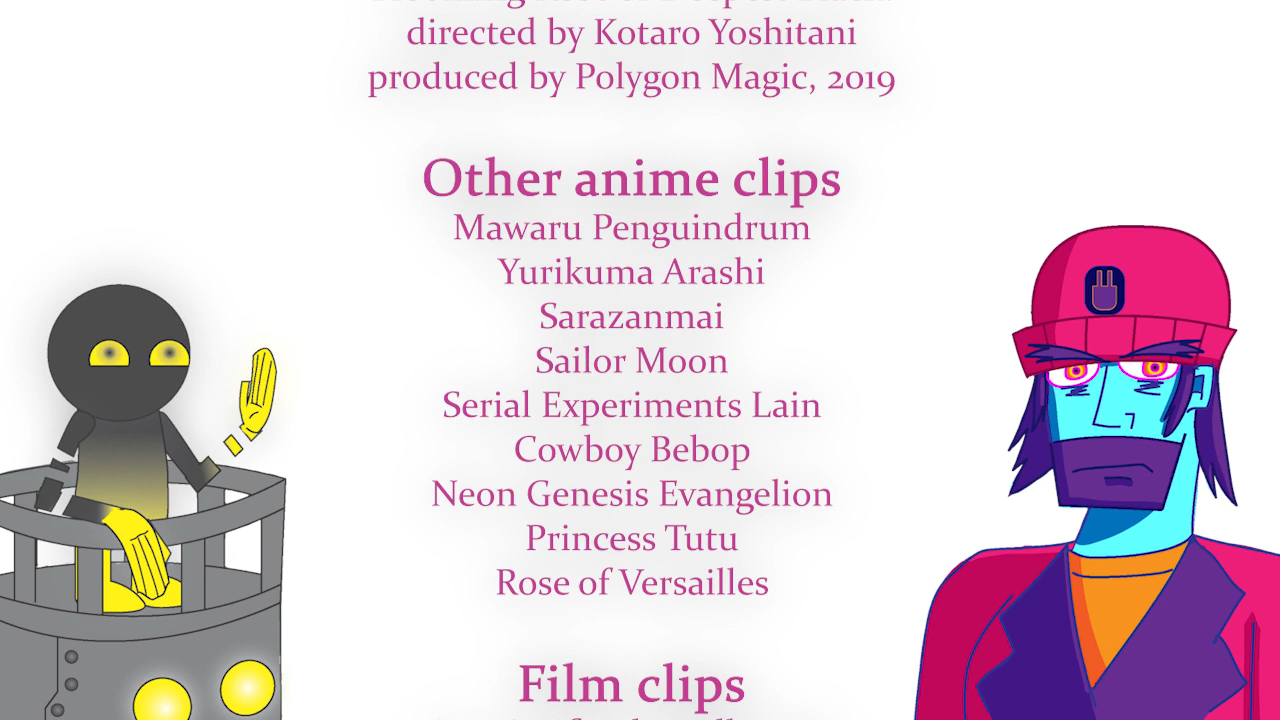 directed by Kotaro Yoshitani
produced by Polygon Magic, 2019
Other anime clips
Mawaru Penguindrum
Yurikuma Arashi
Sarazanmai
Sailor Moon
Serial Experiments Lain
Cowboy Bebop
Neon Genesis Evangelion
Princess Tutu
Rose of Versailles
Film clips